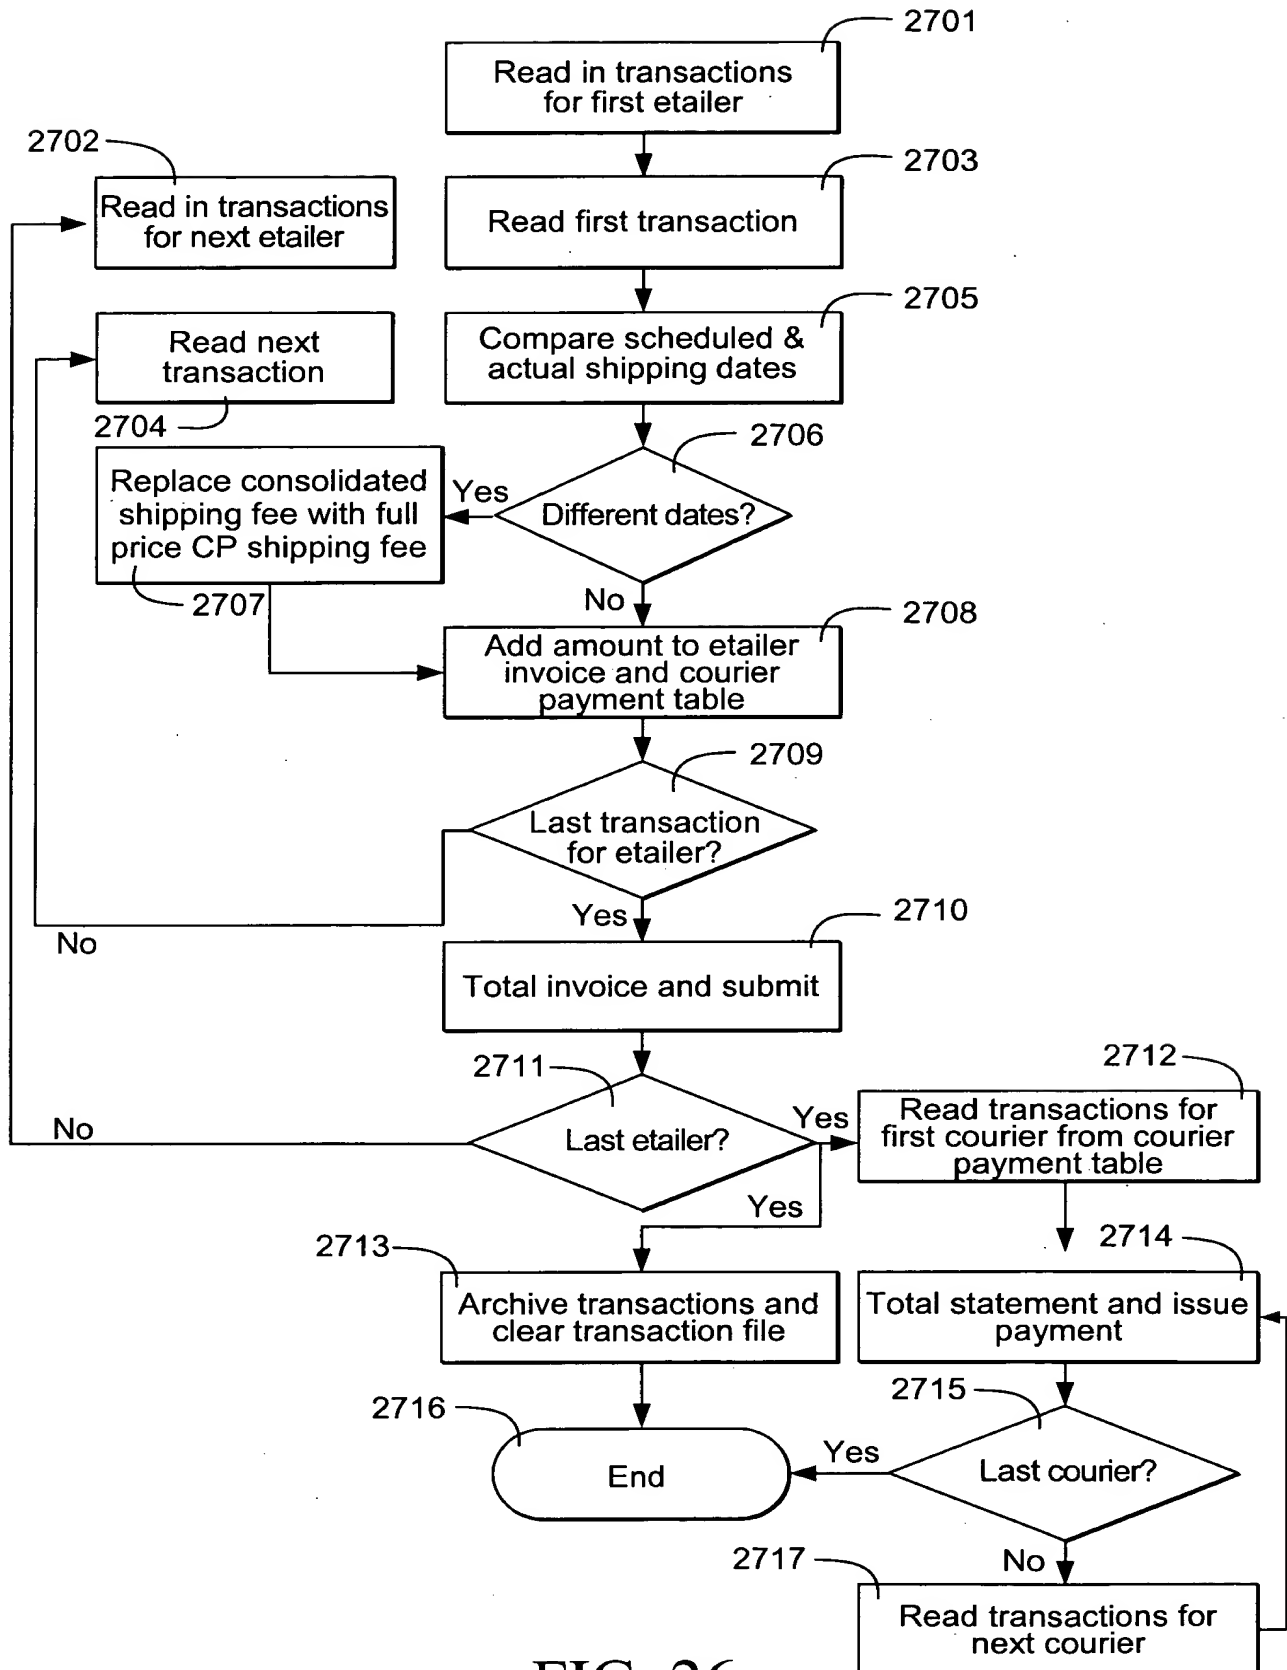 2701
Read in transactions
for first etailer
2702
Read in transactions
for next etailer
2703
Read first transaction
2705
Compare scheduled &
actual shipping dates
Read next
transaction
2704
2706
Different dates?
Yes
Replace consolidated
shipping fee with full
price CP shipping fee
2707
No
2708
Add amount to etailer
invoice and courier
payment table
2709
Last transaction
for etailer?
No
Yes
2710
Total invoice and submit
2711
Last etailer?
No
Yes
2712
Read transactions for
first courier from courier
payment table
Yes
2713
Archive transactions and
clear transaction file
2714
Total statement and issue
payment
2715
Last courier?
Yes
2716
End
No
2717
Read transactions for
next courier
FIG. 26